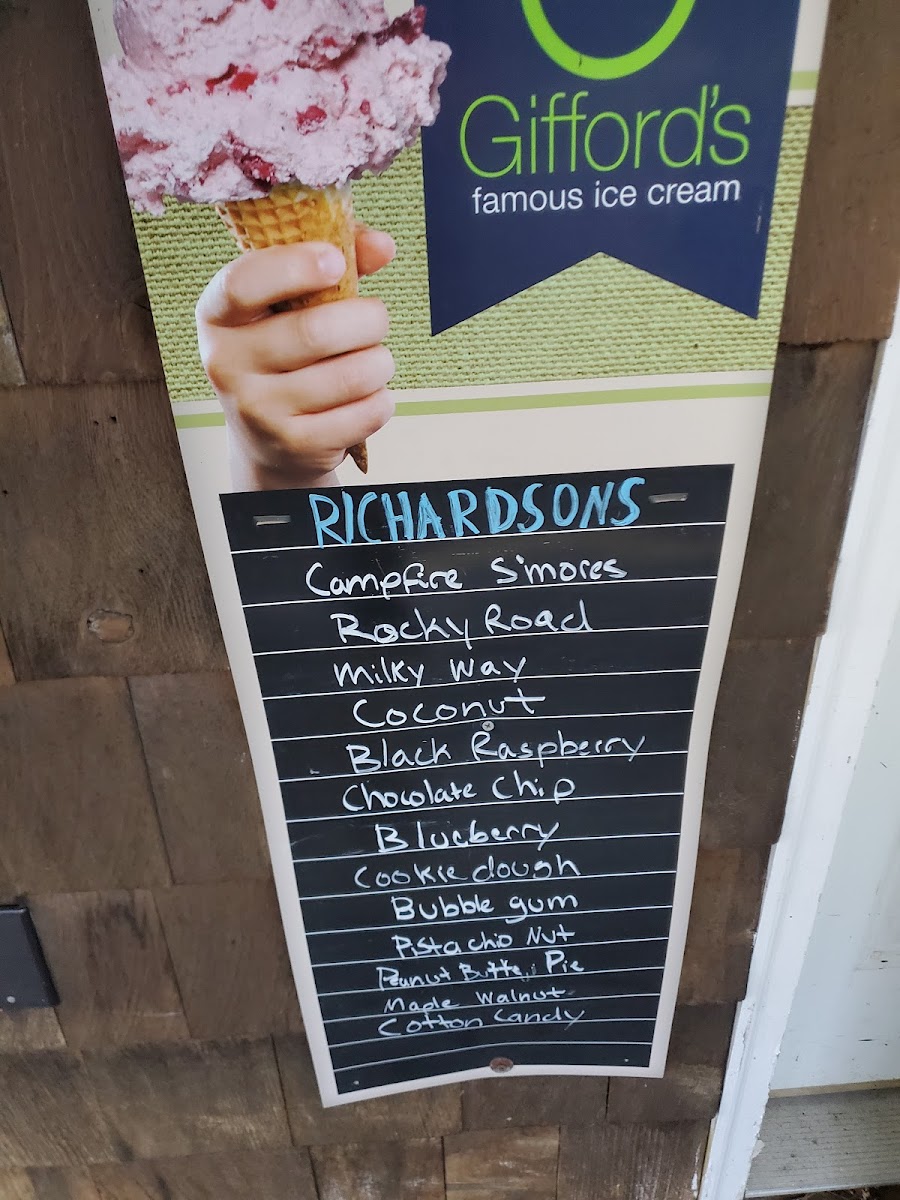 Gifford's
famous ice cream
RICHARDSONS
Campfire S'mores
Rocky Road
Milky Way
Coconut
Black Raspberry
Chocolate Chip
Blueberry
Cookie dough
Bubble gum
Pistachio Nut
Peanut Butter Pie
Maple Walnut
Cotton Candy